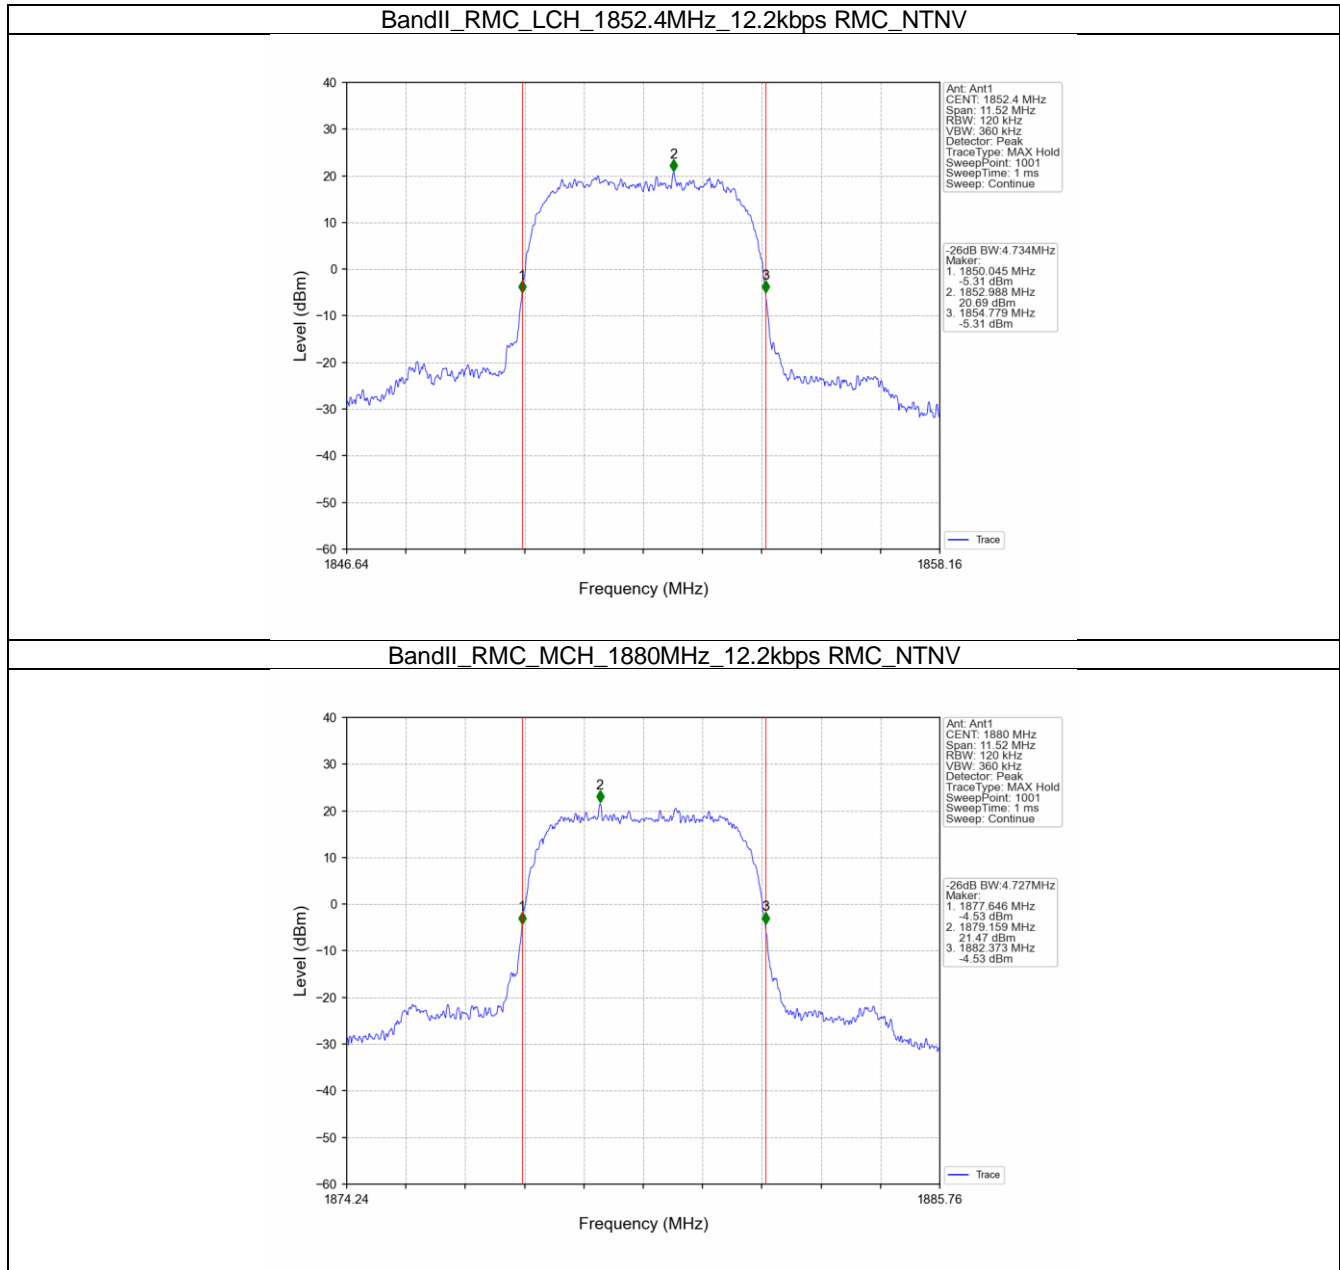 BandII_RMC_LCH_1852.4MHz_12.2kbps RMC_NTNV
40
30
20
10
0
−10
−20
−30
−40
−50
−60
Level (dBm)
1
2
3
1846.64
1858.16
Frequency (MHz)
Ant: Ant1
CENT: 1852.4 MHz
Span: 11.52 MHz
RBW: 120 kHz
VBW: 360 kHz
Detector: Peak
TraceType: MAX Hold
SweepPoint: 1001
SweepTime: 1 ms
Sweep: Continue
-26dB BW:4.734MHz
Maker:
1. 1850.045 MHz
-5.31 dBm
2. 1852.988 MHz
20.69 dBm
3. 1854.779 MHz
-5.31 dBm
Trace
BandII_RMC_MCH_1880MHz_12.2kbps RMC_NTNV
40
30
20
10
0
−10
−20
−30
−40
−50
−60
Level (dBm)
1
2
3
1874.24
1885.76
Frequency (MHz)
Ant: Ant1
CENT: 1880 MHz
Span: 11.52 MHz
RBW: 120 kHz
VBW: 360 kHz
Detector: Peak
TraceType: MAX Hold
SweepPoint: 1001
SweepTime: 1 ms
Sweep: Continue
-26dB BW:4.727MHz
Maker:
1. 1877.646 MHz
-4.53 dBm
2. 1879.159 MHz
21.47 dBm
3. 1882.373 MHz
-4.53 dBm
Trace